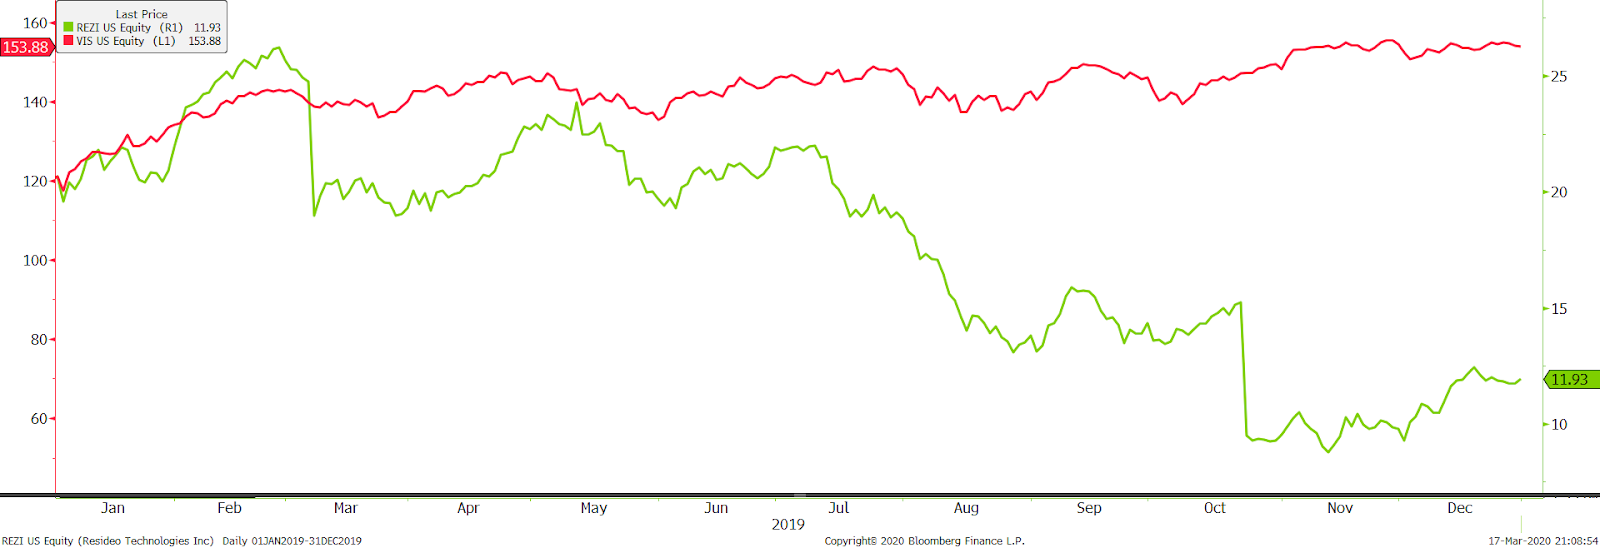 Last Price
REZI US Equity (R1) 11.93
VIS US Equity (L1) 153.88
160
153.88
140
120
100
80
60
25
20
15
11.93
10
Jan Feb Mar Apr May Jun Jul Aug Sep Oct Nov Dec
2019
REZI US Equity (Resideo Technologies Inc) Daily 01JAN2019-31DEC2019 Copyright© 2020 Bloomberg Finance L.P. 17-Mar-2020 21:08:54